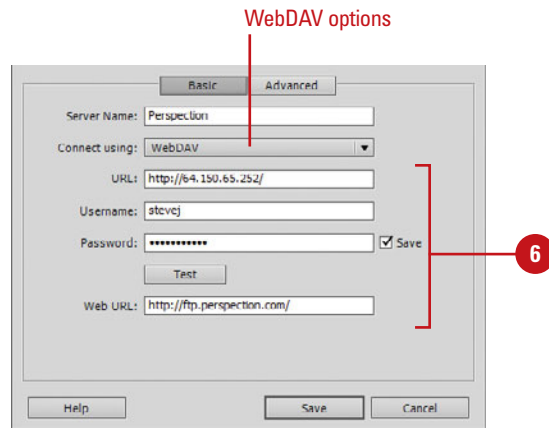 WebDAV options
Basic Advanced
Server Name: Perspection
Connect using: WebDAV
URL: http://64.150.65.252/
Username: stevej
Password: ••••••••••• Save
Test
Web URL: http://ftp.perspection.com/
6
Help Save Cancel